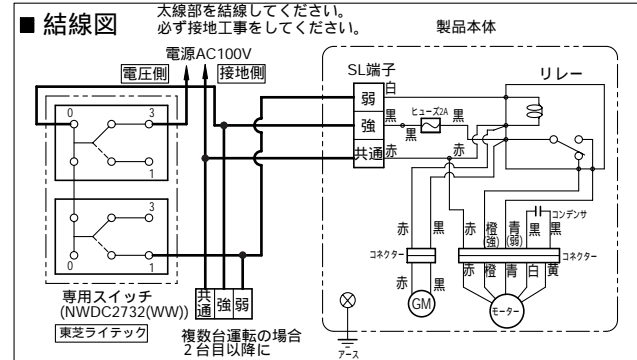 ■ 結線図
太線部を結線してください。
必ず接地工事をしてください。
製品本体
電源AC100V
電圧側
接地側
SL端子
リレー
0
3
1
3
0
1
弱
強
共通
白
黒
黒
ヒューズ2A
黒
赤
赤
赤
黒
赤
橙(強)
青(弱)
黒
黒
コンデンサ
コネクター
コネクター
赤
黒
赤
橙
青
白
黄
GM
モーター
アース
専用スイッチ
(NWDC2732(WW))
東芝ライテック
共通
強
弱
複数台運転の場合
2台目以降に